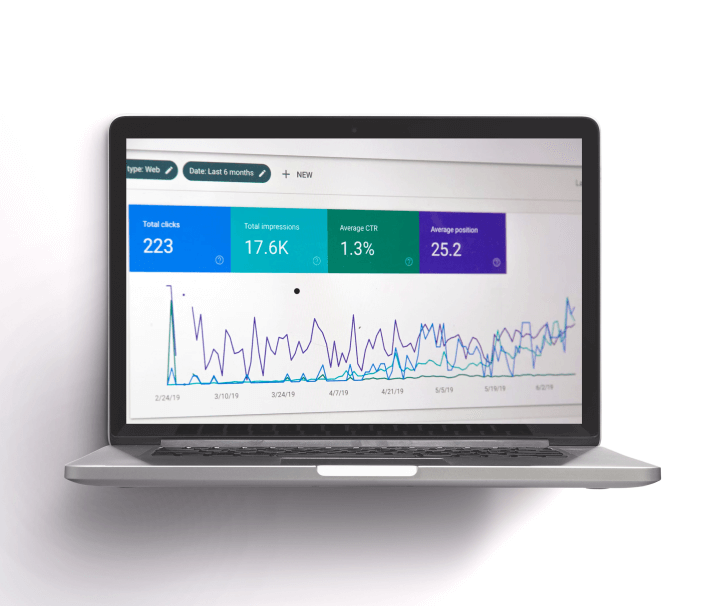 type: Web
Date: Last 6 months
+ NEW
Total clicks
223
Total impressions
17.6K
Average CTR
1.3%
Average position
25.2
2/24/19
3/10/19
3/24/19
4/7/19
4/21/19
5/5/19
5/19/19
6/2/19